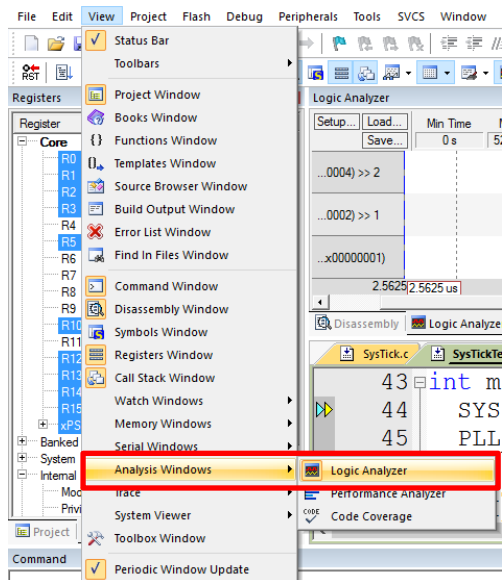 File Edit View Project Flash Debug Peripherals Tools SVCS Window
RST
Status Bar
Toolbars
Project Window
Books Window
Functions Window
Templates Window
Source Browser Window
Build Output Window
Error List Window
Find In Files Window
Command Window
Disassembly Window
Symbols Window
Registers Window
Call Stack Window
Watch Windows
Memory Windows
Serial Windows
Analysis Windows
Trace
System Viewer
Toolbox Window
Periodic Window Update
Logic Analyzer
Performance Analyzer
CODE
Code Coverage
Registers
Register
Core
R0
R1
R2
R3
R4
R5
R6
R7
R8
R9
R10
R11
R12
R13
R14
R15
xPS
Banked
System
Internal
Mod
Privi
Project
Command
Logic Analyzer
Setup... Load... Min Time
Save... 0 s
...0004) >> 2
...0002) >> 1
...x00000001)
2.5625 2.5625 us
Disassembly Logic Analyze
SysTick.c SysTickTe
43 int m
44 SYS
45 PLL